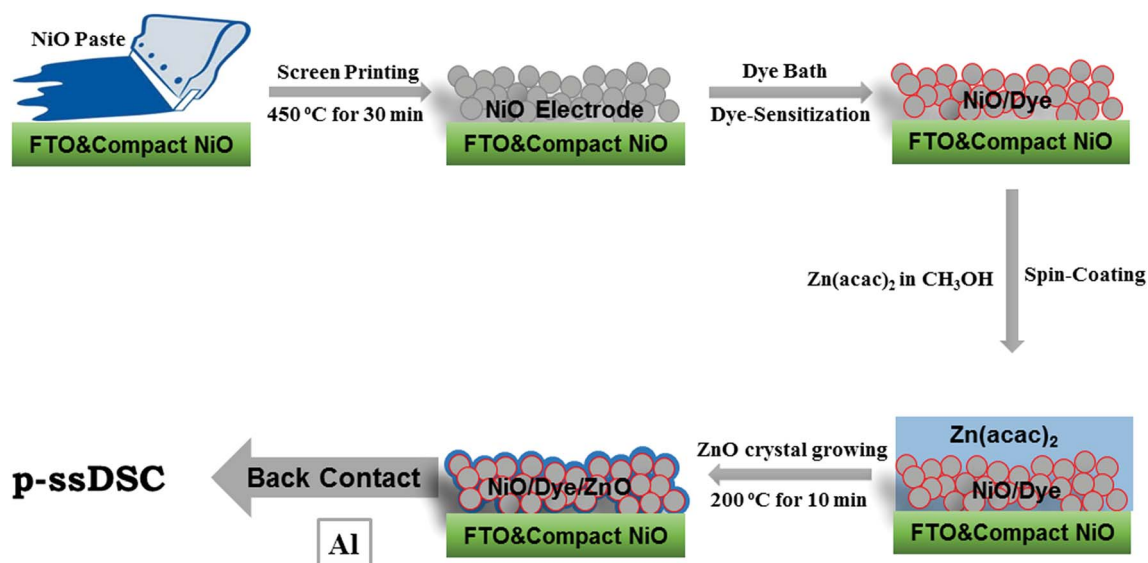 NiO Paste
FTO&Compact NiO
Screen Printing
450 °C for 30 min
NiO Electrode
FTO&Compact NiO
Dye Bath
Dye-Sensitization
NiO/Dye
FTO&Compact NiO
Zn(acac)₂ in CH₃OH
Spin-Coating
Zn(acac)₂
NiO/Dye
FTO&Compact NiO
ZnO crystal growing
200 °C for 10 min
NiO/Dye/ZnO
FTO&Compact NiO
Back Contact
Al
p-ssDSC